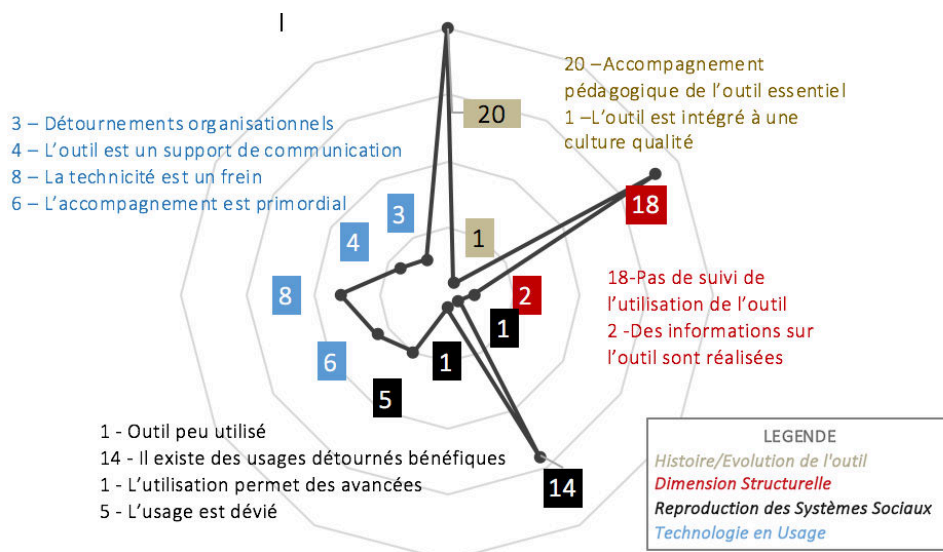 20 –Accompagnement
pédagogique de l'outil essentiel
1 –L'outil est intégré à une
culture qualité
3 – Détournements organisationnels
4 – L'outil est un support de communication
8 – La technicité est un frein
6 – L'accompagnement est primordial
20
18
3
1
4
8
2
1
1
6
5
14
18-Pas de suivi de
l'utilisation de l'outil
2 -Des informations sur
l'outil sont réalisées
1 - Outil peu utilisé
14 - Il existe des usages détournés bénéfiques
1 - L'utilisation permet des avancées
5 - L'usage est dévié
LEGENDE
Histoire/Evolution de l'outil
Dimension Structurelle
Reproduction des Systèmes Sociaux
Technologie en Usage